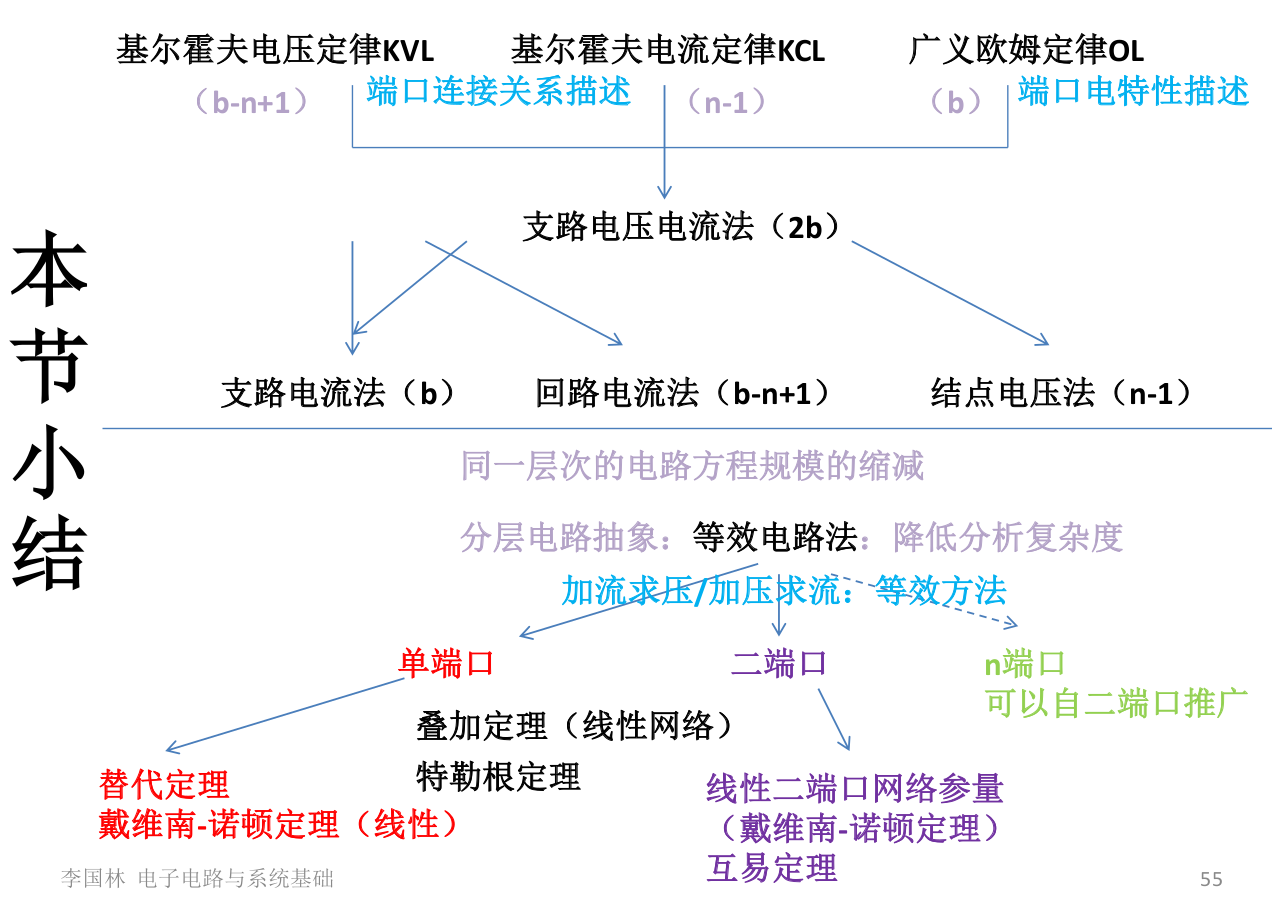 基尔霍夫电压定律KVL 基尔霍夫电流定律KCL 广义欧姆定律OL
（b-n+1） 端口连接关系描述 （n-1） （b） 端口电特性描述
支路电压电流法（2b）
本节小结
支路电流法（b） 回路电流法（b-n+1） 结点电压法（n-1）
同一层次的电路方程规模的缩减
分层电路抽象：等效电路法：降低分析复杂度
加流求压/加压求流：等效方法
单端口 二端口 n端口
可以自二端口推广
叠加定理（线性网络）
特勒根定理
替代定理
戴维南-诺顿定理（线性）
线性二端口网络参量
（戴维南-诺顿定理）
互易定理
李国林 电子电路与系统基础 55